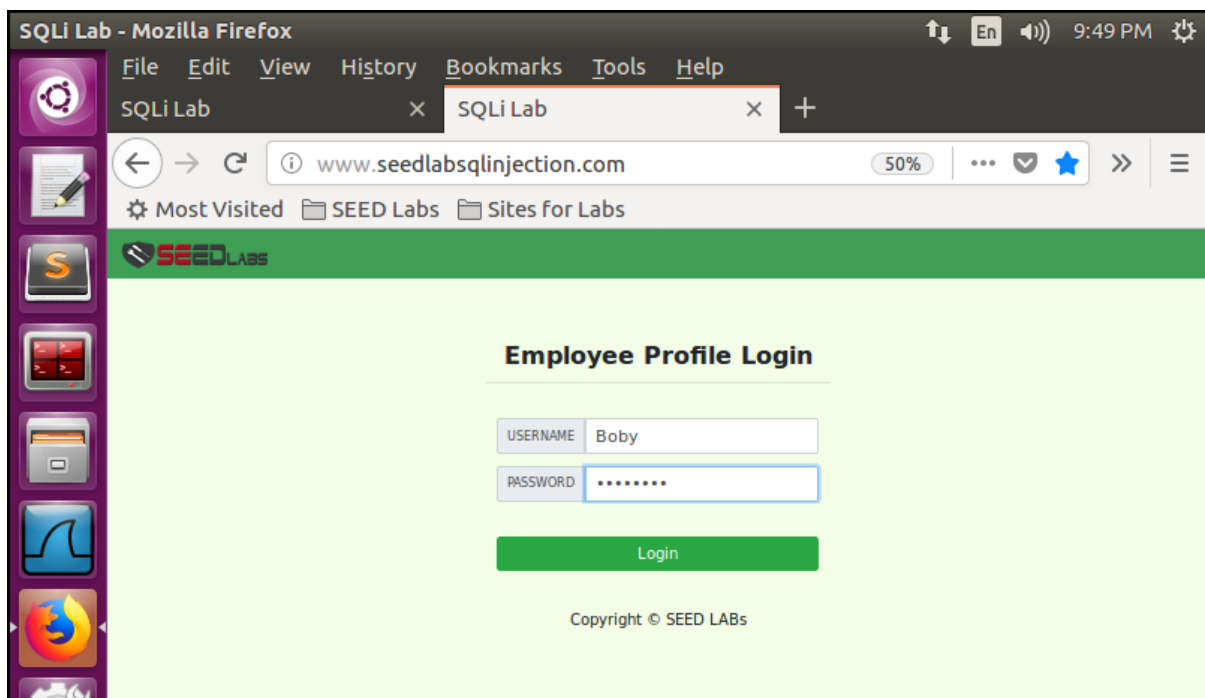 SQLi Lab - Mozilla Firefox En 9:49 PM
File Edit View History Bookmarks Tools Help
SQLi Lab × SQLi Lab × +
www.seedlabsqlinjection.com 50%
Most Visited SEED Labs Sites for Labs
SEEDLABS
Employee Profile Login
USERNAME Boby
PASSWORD ••••••••
Login
Copyright © SEED LABs